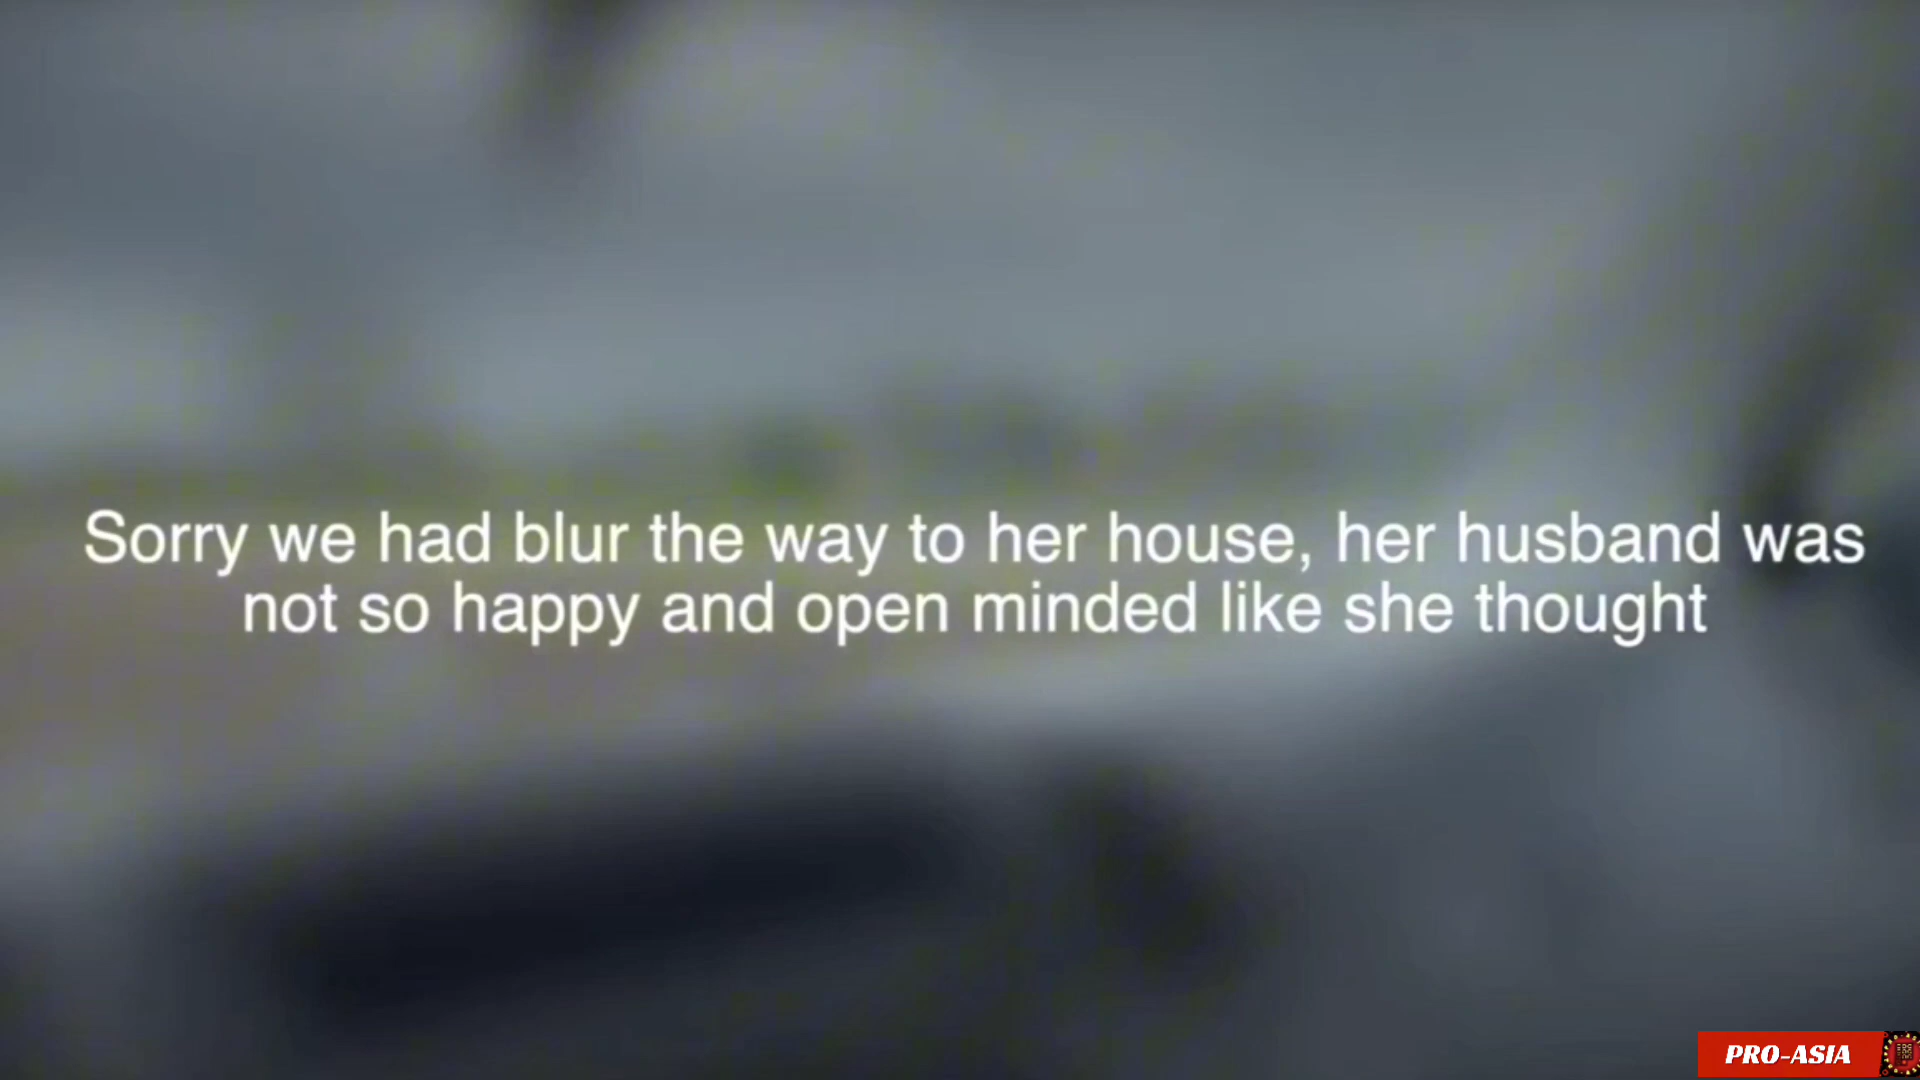 Sorry we had blur the way to her house, her husband was
not so happy and open minded like she thought
PRO-ASIA